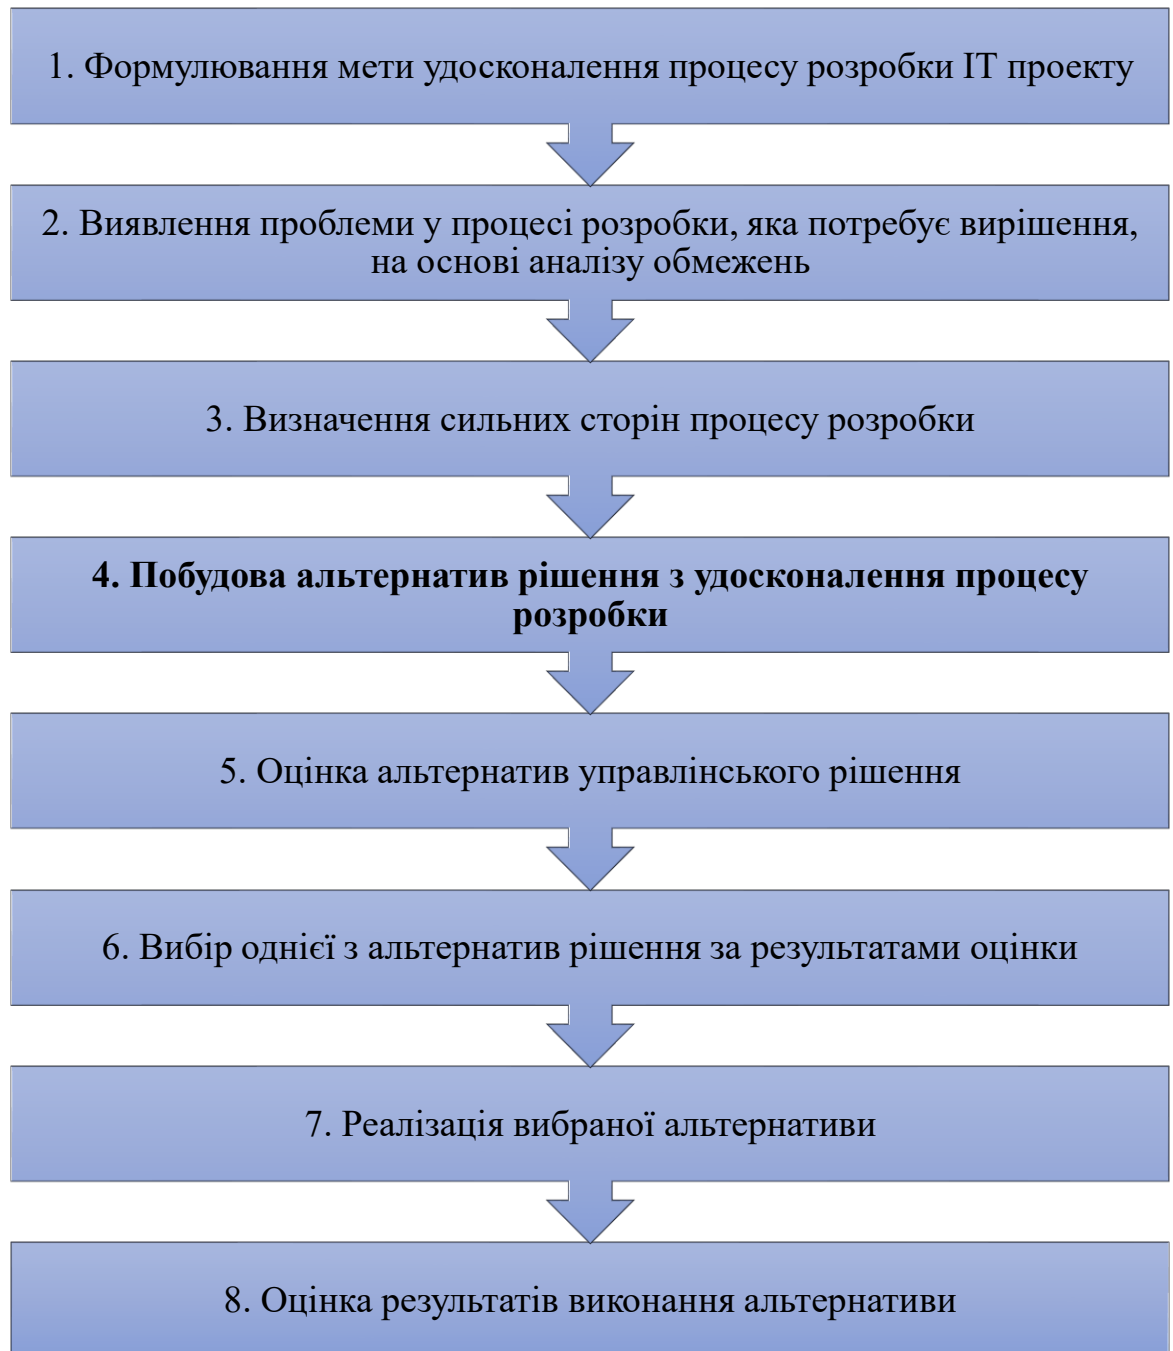 1. Формулювання мети удосконалення процесу розробки ІТ проекту
2. Виявлення проблеми у процесі розробки, яка потребує вирішення,
на основі аналізу обмежень
3. Визначення сильних сторін процесу розробки
4. Побудова альтернатив рішення з удосконалення процесу
розробки
5. Оцінка альтернатив управлінського рішення
6. Вибір однієї з альтернатив рішення за результатами оцінки
7. Реалізація вибраної альтернативи
8. Оцінка результатів виконання альтернативи